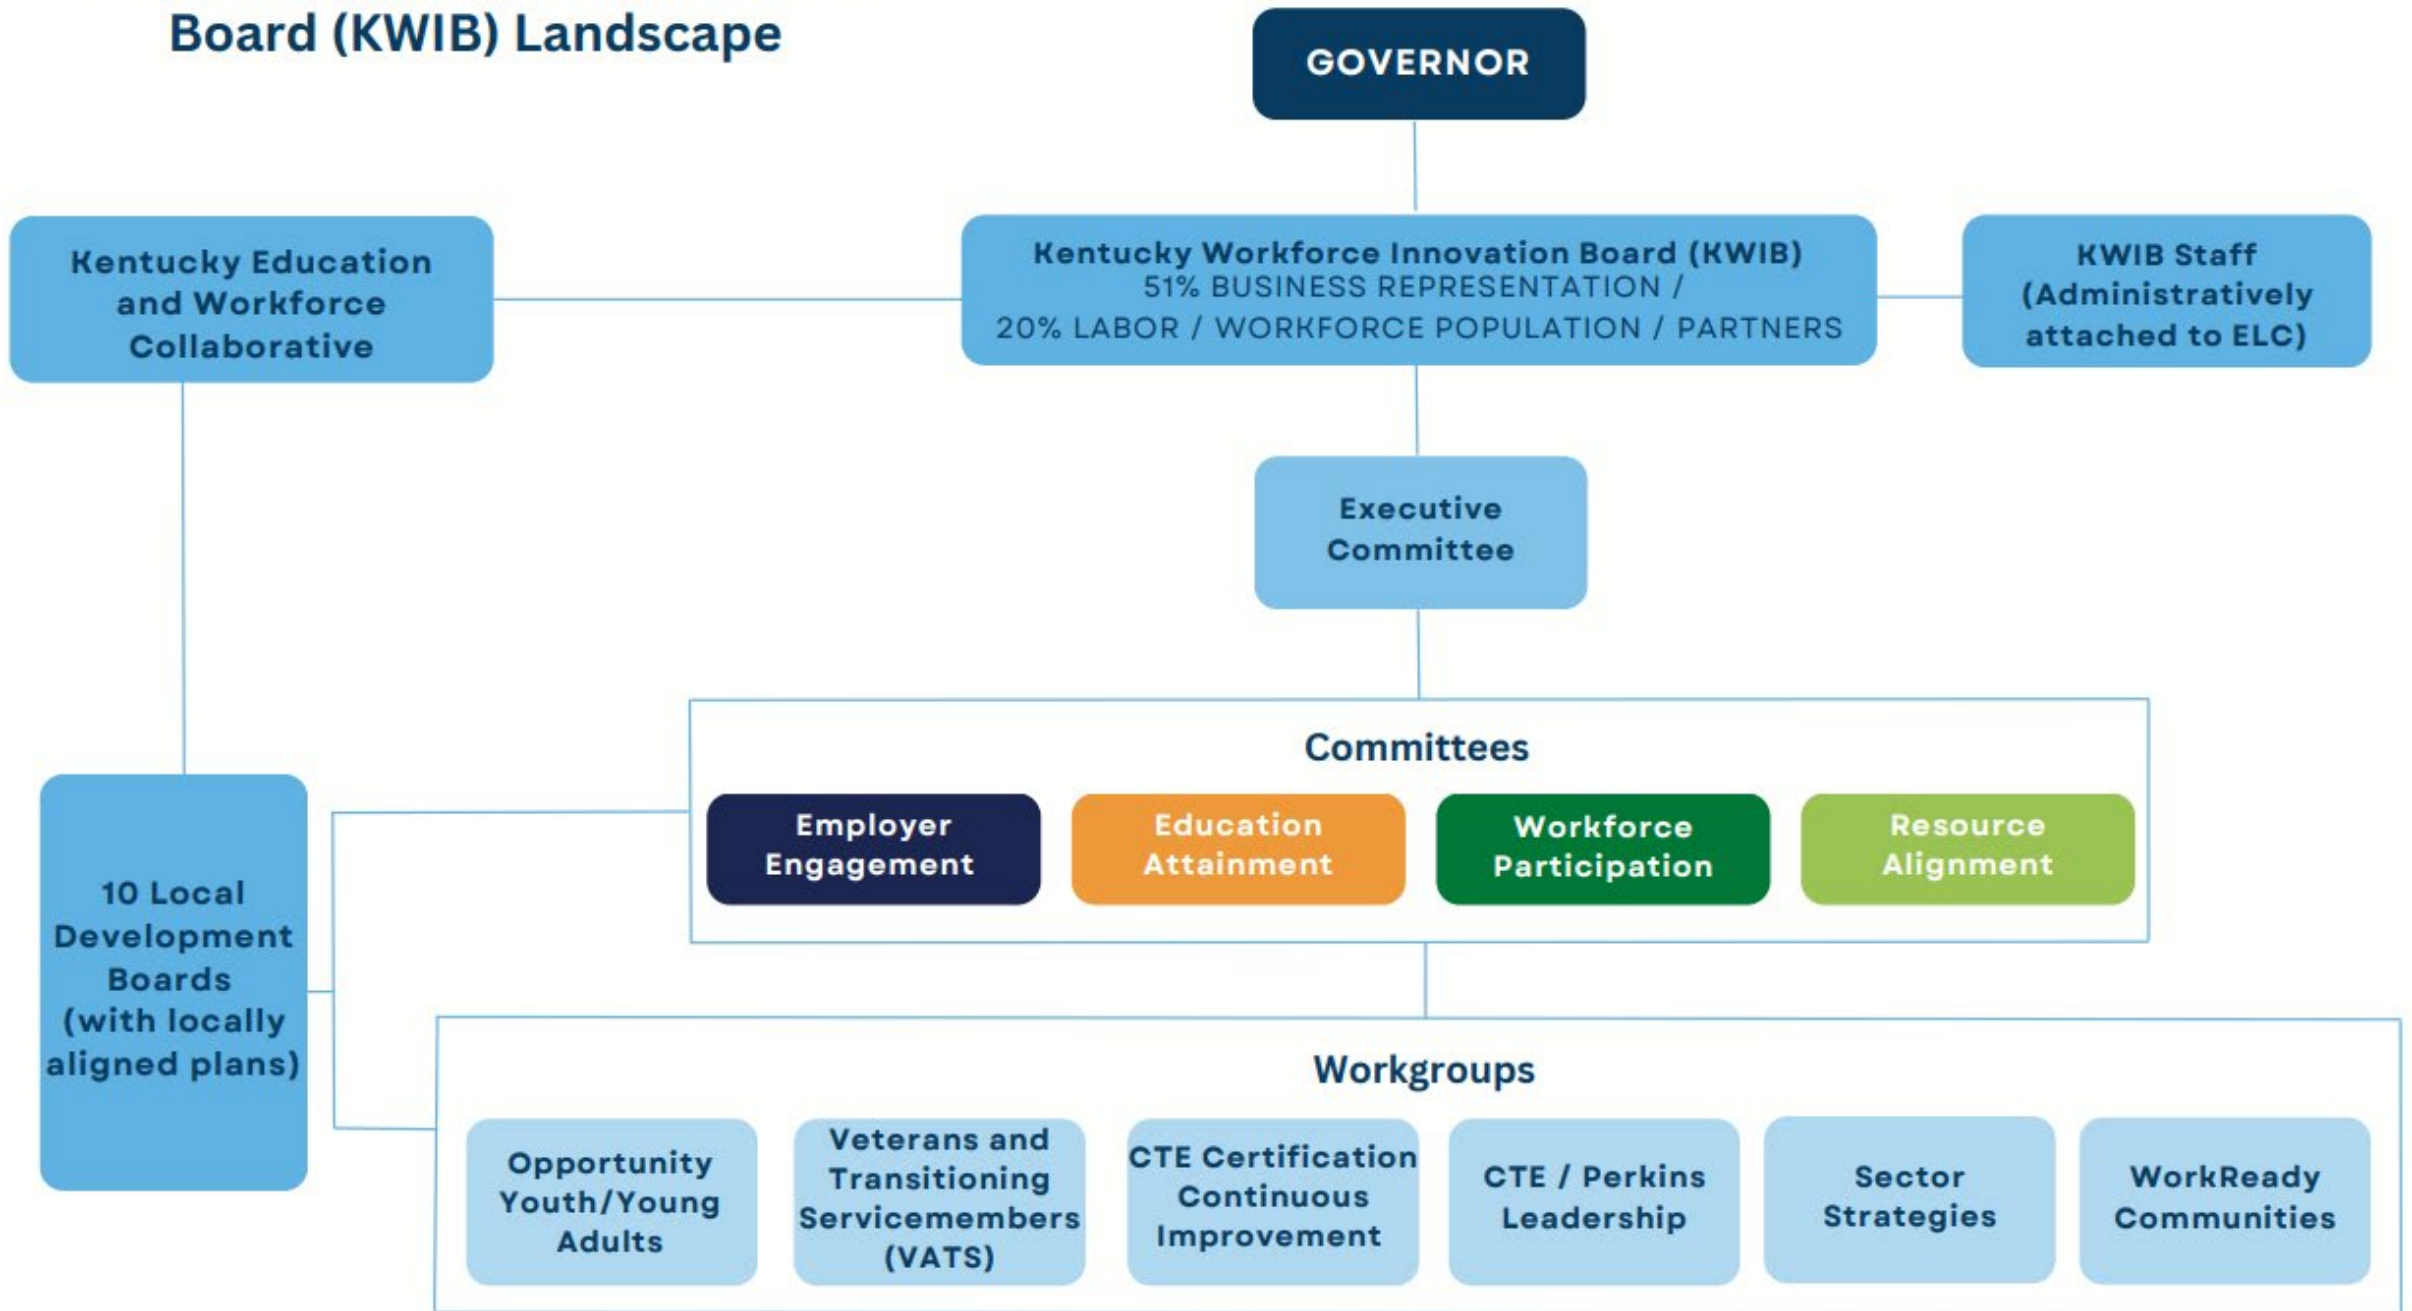 Board (KWIB) Landscape
GOVERNOR
Kentucky Education
and Workforce
Collaborative
Kentucky Workforce Innovation Board (KWIB)
51% BUSINESS REPRESENTATION /
20% LABOR / WORKFORCE POPULATION / PARTNERS
KWIB Staff
(Administratively
attached to ELC)
Executive
Committee
Committees
Employer
Engagement
Education
Attainment
Workforce
Participation
Resource
Alignment
10 Local
Development
Boards
(with locally
aligned plans)
Workgroups
Opportunity
Youth/Young
Adults
Veterans and
Transitioning
Servicemembers
(VATS)
CTE Certification
Continuous
Improvement
CTE / Perkins
Leadership
Sector
Strategies
WorkReady
Communities